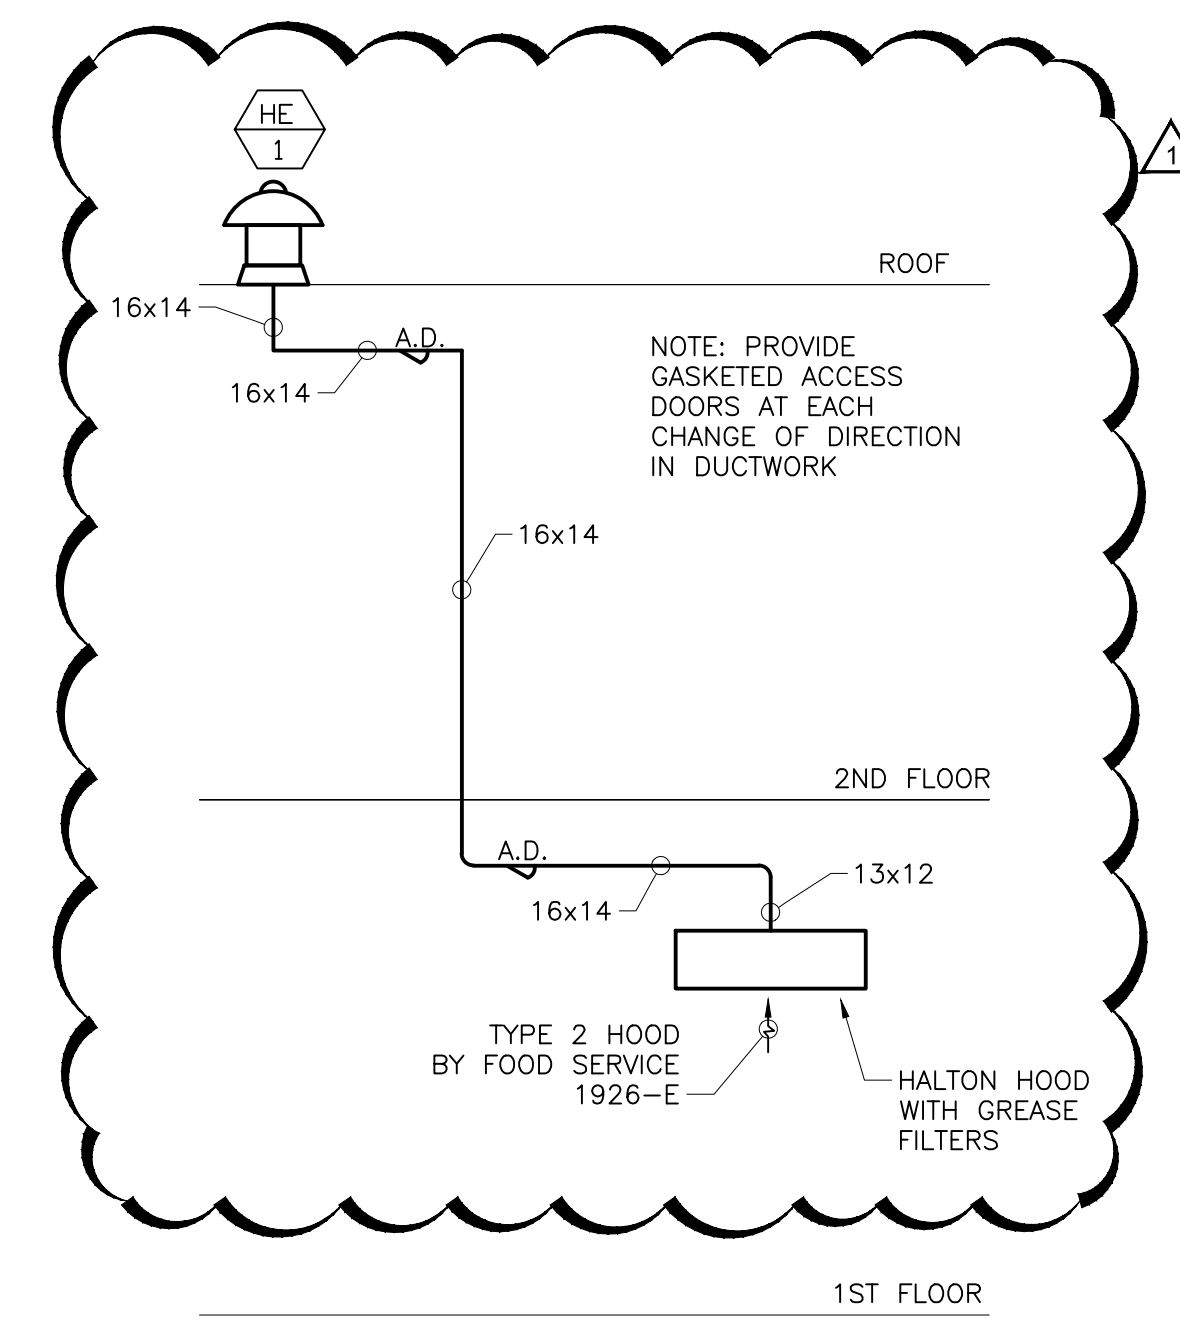 HE
1
1
ROOF
16x14
A.D.
16x14
NOTE: PROVIDE
GASKETED ACCESS
DOORS AT EACH
CHANGE OF DIRECTION
IN DUCTWORK
16x14
2ND FLOOR
A.D.
16x14
13x12
TYPE 2 HOOD
BY FOOD SERVICE
1926-E
HALTON HOOD
WITH GREASE
FILTERS
1ST FLOOR